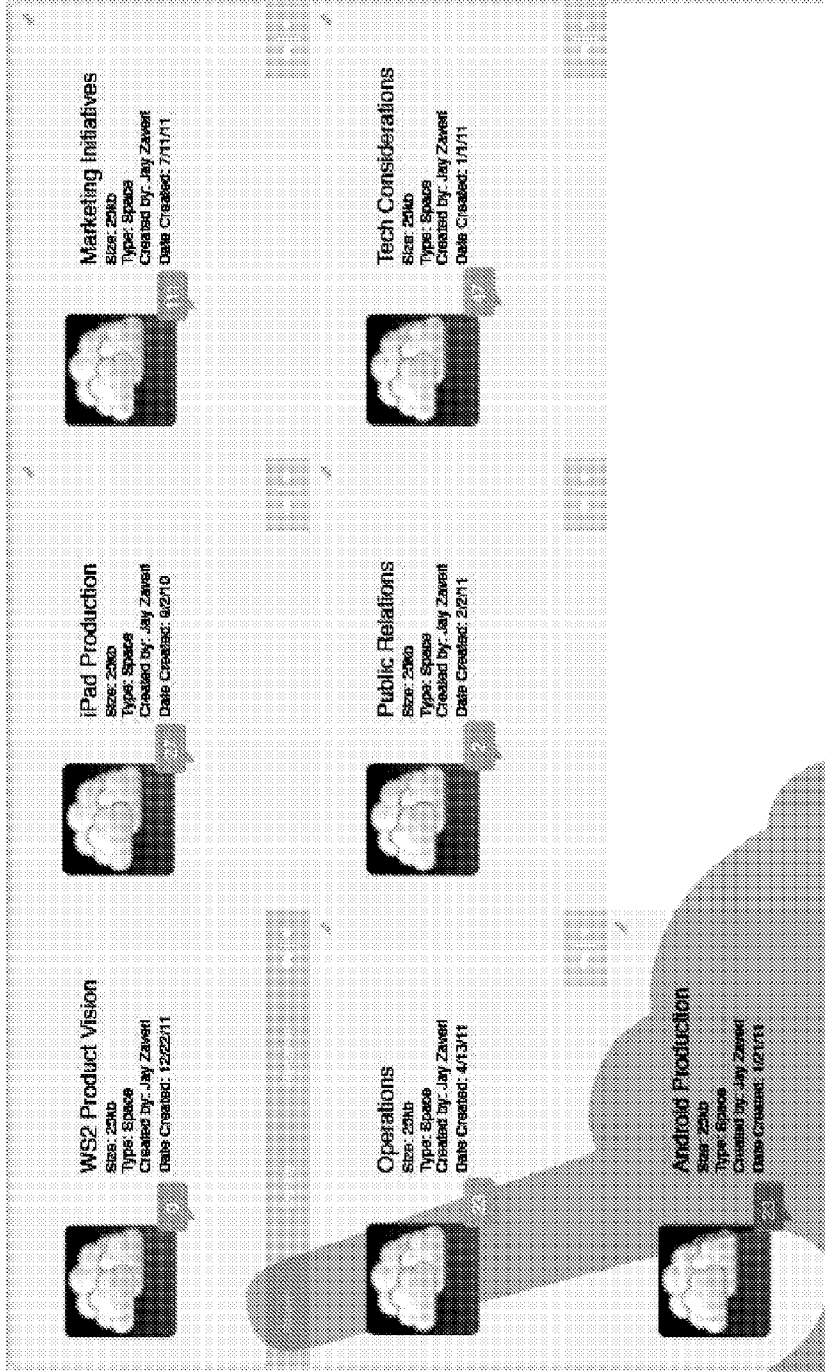 WS2 Product Vision
Size: 25kb
Type: Space
Created by: Jay Zaveri
Date Created: 12/22/11
iPad Production
Size: 25kb
Type: Space
Created by: Jay Zaveri
Date Created: 9/2/10
Marketing Initiatives
Size: 25kb
Type: Space
Created by: Jay Zaveri
Date Created: 7/11/11
Operations
Size: 25kb
Type: Space
Created by: Jay Zaveri
Date Created: 4/13/11
23
Public Relations
Size: 25kb
Type: Space
Created by: Jay Zaveri
Date Created: 2/2/11
2
Tech Considerations
Size: 25kb
Type: Space
Created by: Jay Zaveri
Date Created: 1/1/11
17
Android Production
Size: 25kb
Type: Space
Created by: Jay Zaveri
Date Created: 1/21/11
23